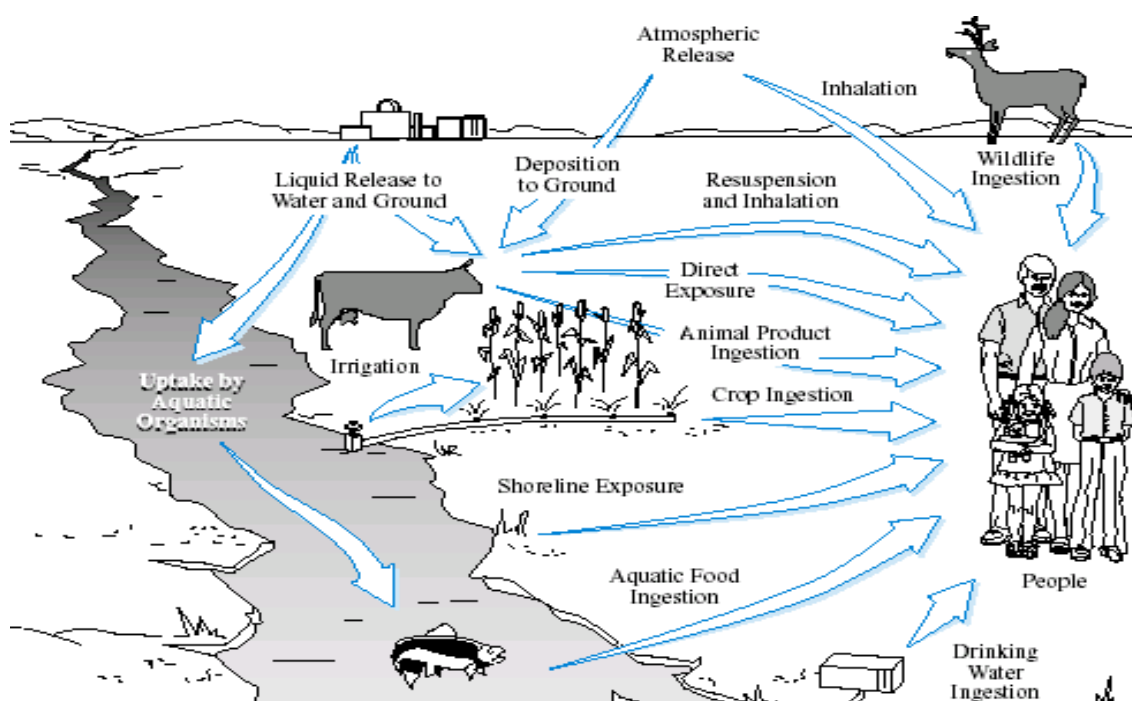 Atmospheric
Release
Inhalation
Wildlife
Ingestion
Deposition
to Ground
Liquid Release to
Water and Ground
Resuspension
and Inhalation
Direct
Exposure
Animal Product
Ingestion
Irrigation
Uptake by
Aquatic
Organisms
Crop Ingestion
Shoreline Exposure
Aquatic Food
Ingestion
People
Drinking
Water
Ingestion